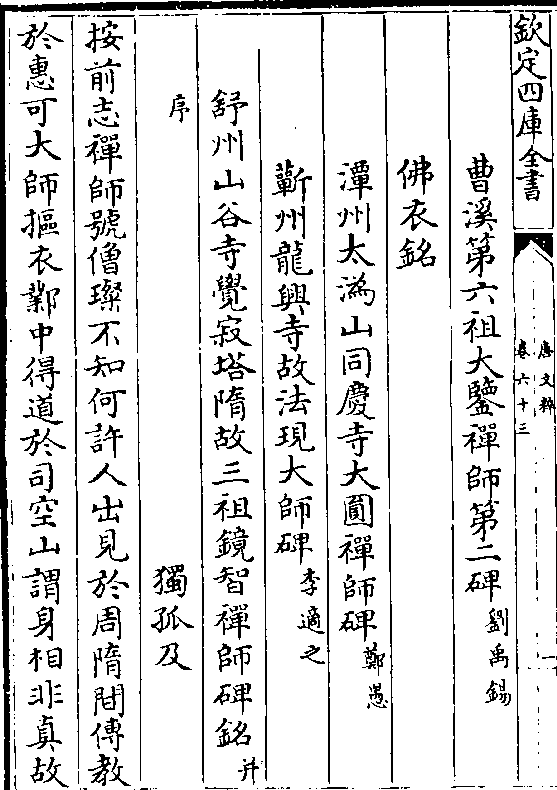 欽定四庫全書
唐文粹
卷六十三
一
曹溪第六祖大鑒禪師第二碑 劉禹錫
佛衣銘
潭州大溈山同慶寺大圓禪師碑 鄭愚
蘄州龍興寺故法現大師碑 李適之
舒州山谷寺覺寂塔隋故三祖鏡智禪師碑銘 并
序 獨孤及
按前志禪師號僧璨不知何許人出見於周隋間傳教
於惠可大師摳衣鄴中得道於司空山謂身相非真故